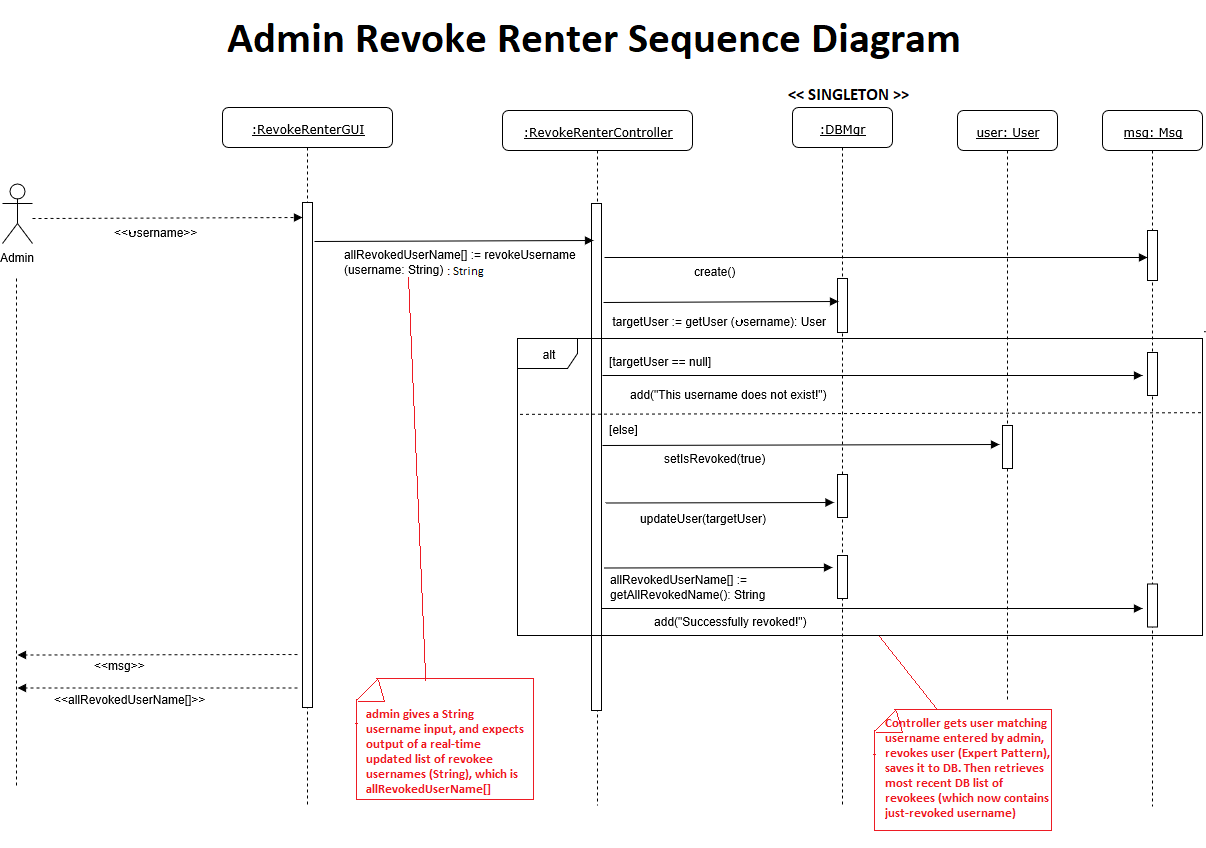 Admin Revoke Renter Sequence Diagram
<< SINGLETON >>
:RevokeRenterGUI
:RevokeRenterController
:DBMgr
user: User
msg: Msg
Admin
<<username>>
allRevokedUserName[] := revokeUsername
(username: String) : String
create()
targetUser := getUser (username): User
alt
[targetUser == null]
add("This username does not exist!")
[else]
setIsRevoked(true)
updateUser(targetUser)
allRevokedUserName[] :=
getAllRevokedName(): String
add("Successfully revoked!")
<<msg>>
<<allRevokedUserName[]>>
admin gives a String
username input, and expects
output of a real-time
updated list of revokee
usernames (String), which is
allRevokedUserName[]
Controller gets user matching
username entered by admin,
revokes user (Expert Pattern),
saves it to DB. Then retrieves
most recent DB list of
revokees (which now contains
just-revoked username)